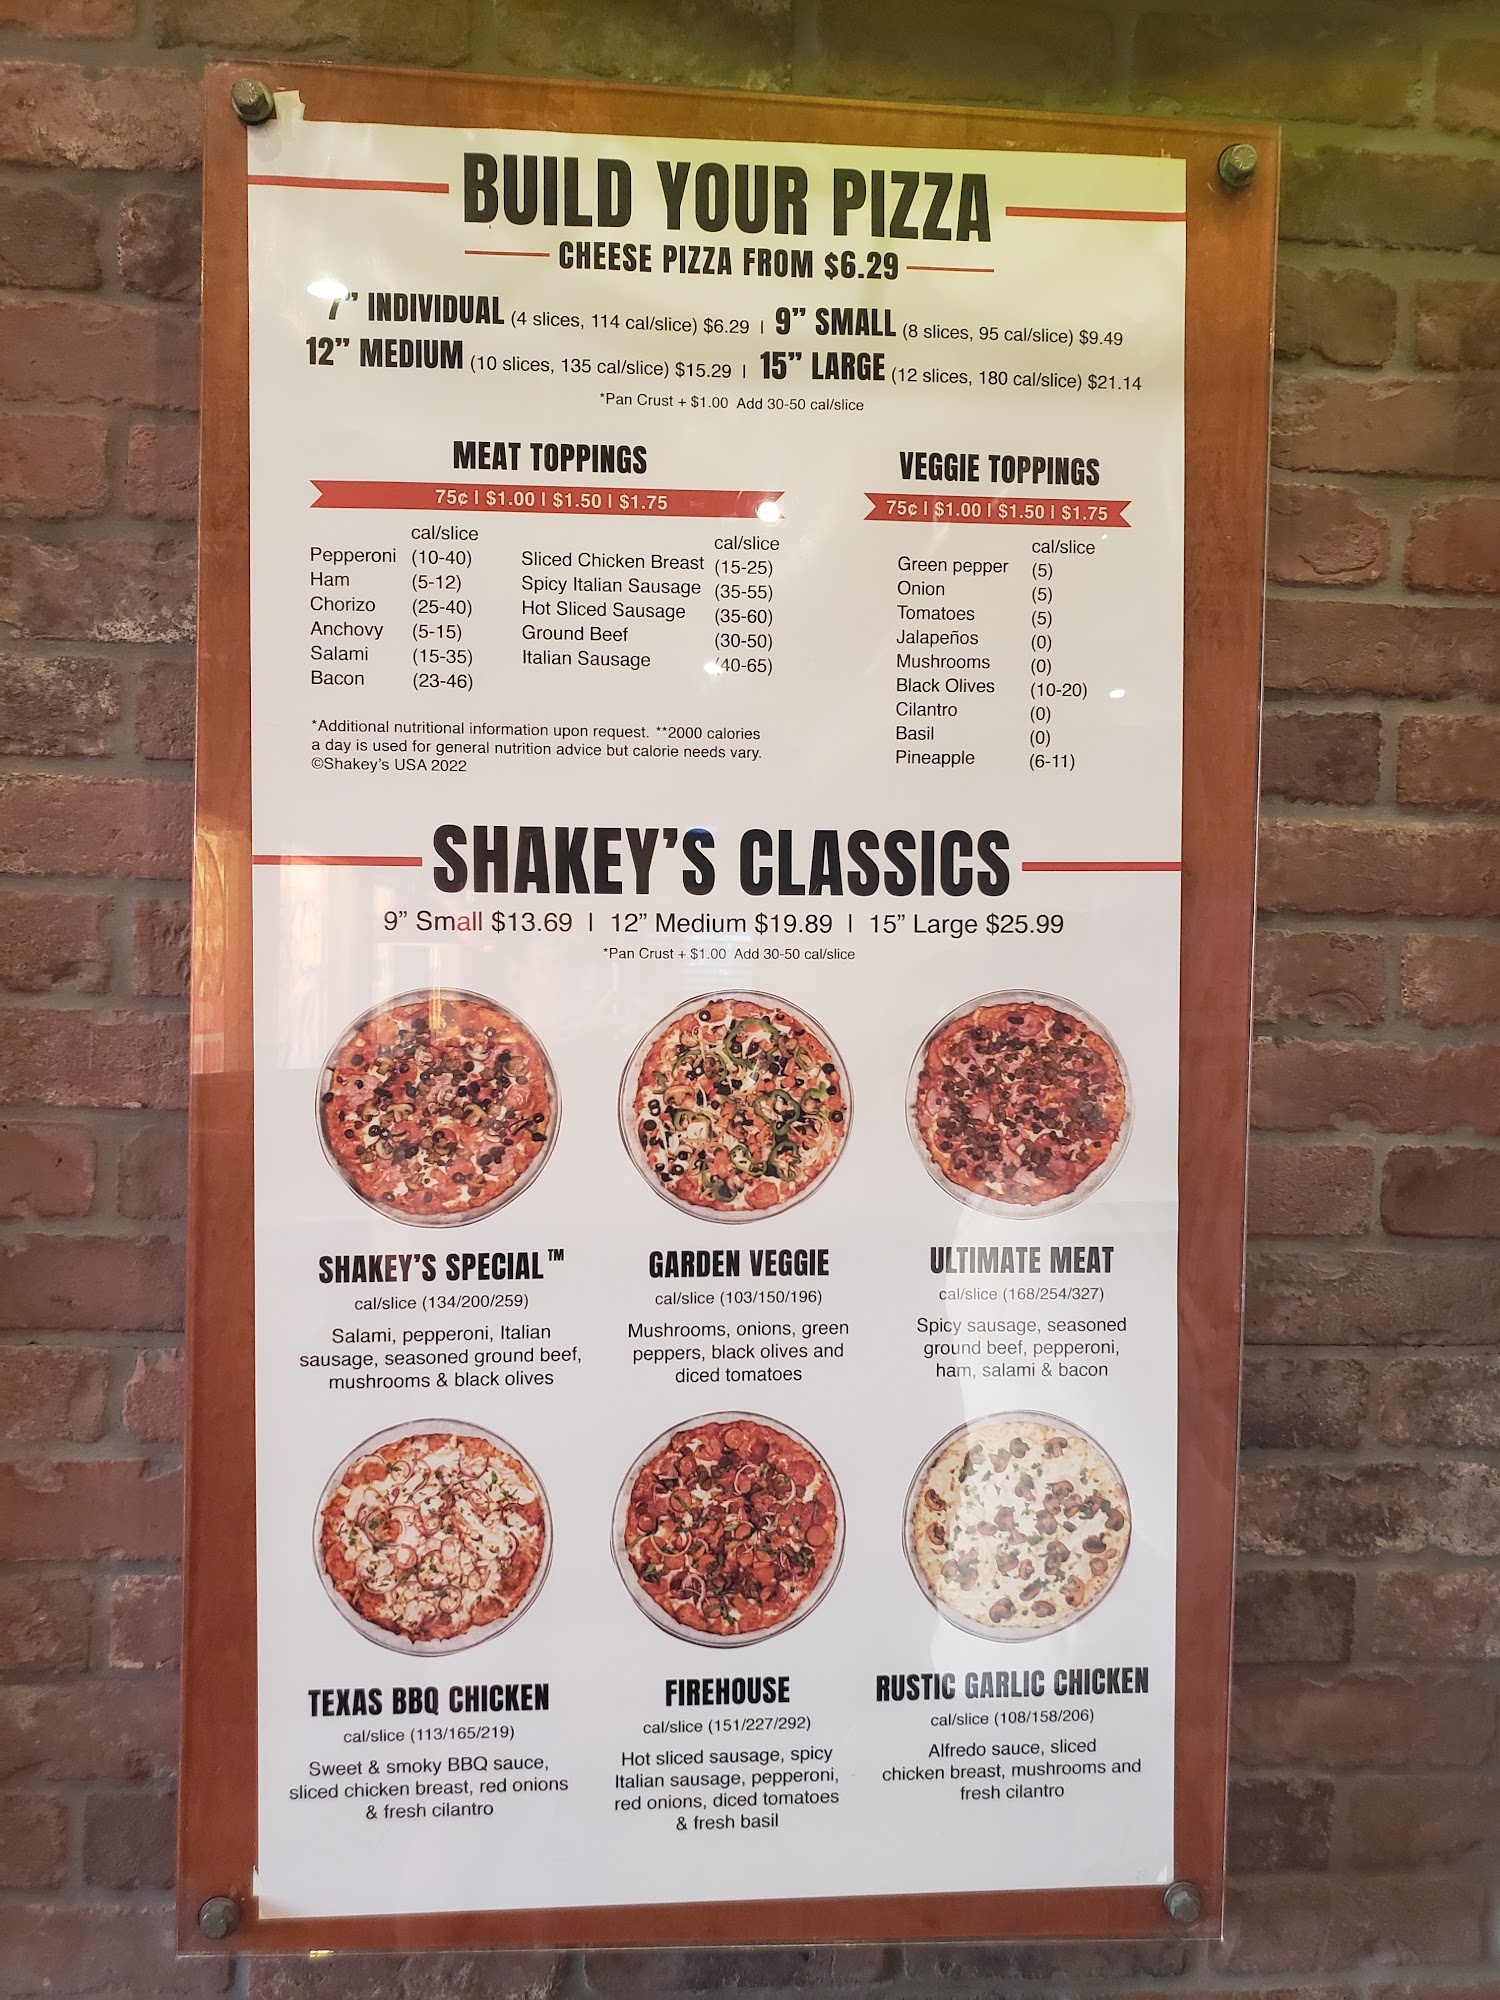 BUILD YOUR PIZZA
CHEESE PIZZA FROM $6.29
7” INDIVIDUAL (4 slices, 114 cal/slice) $6.29 | 9” SMALL (8 slices, 95 cal/slice) $9.49
12” MEDIUM (10 slices, 135 cal/slice) $15.29 | 15” LARGE (12 slices, 180 cal/slice) $21.14
*Pan Crust + $1.00 Add 30-50 cal/slice
MEAT TOPPINGS
75¢ | $1.00 | $1.50 | $1.75
cal/slice
Pepperoni (10-40)
Ham (5-12)
Chorizo (25-40)
Anchovy (5-15)
Salami (15-35)
Bacon (23-46)
cal/slice
Sliced Chicken Breast (15-25)
Spicy Italian Sausage (35-55)
Hot Sliced Sausage (35-60)
Ground Beef (30-50)
Italian Sausage (40-65)
*Additional nutritional information upon request. **2000 calories
a day is used for general nutrition advice but calorie needs vary.
©Shakey's USA 2022
VEGGIE TOPPINGS
75¢ | $1.00 | $1.50 | $1.75
cal/slice
Green pepper (5)
Onion (5)
Tomatoes (5)
Jalapeños (0)
Mushrooms (0)
Black Olives (10-20)
Cilantro (0)
Basil (0)
Pineapple (6-11)
SHAKEY'S CLASSICS
9” Small $13.69 | 12” Medium $19.89 | 15” Large $25.99
*Pan Crust + $1.00 Add 30-50 cal/slice
SHAKEY'S SPECIAL™
cal/slice (134/200/259)
Salami, pepperoni, Italian
sausage, seasoned ground beef,
mushrooms & black olives
GARDEN VEGGIE
cal/slice (103/150/196)
Mushrooms, onions, green
peppers, black olives and
diced tomatoes
ULTIMATE MEAT
cal/slice (168/254/327)
Spicy sausage, seasoned
ground beef, pepperoni,
ham, salami & bacon
TEXAS BBQ CHICKEN
cal/slice (113/165/219)
Sweet & smoky BBQ sauce,
sliced chicken breast, red onions
& fresh cilantro
FIREHOUSE
cal/slice (151/227/292)
Hot sliced sausage, spicy
Italian sausage, pepperoni,
red onions, diced tomatoes
& fresh basil
RUSTIC GARLIC CHICKEN
cal/slice (108/158/206)
Alfredo sauce, sliced
chicken breast, mushrooms and
fresh cilantro